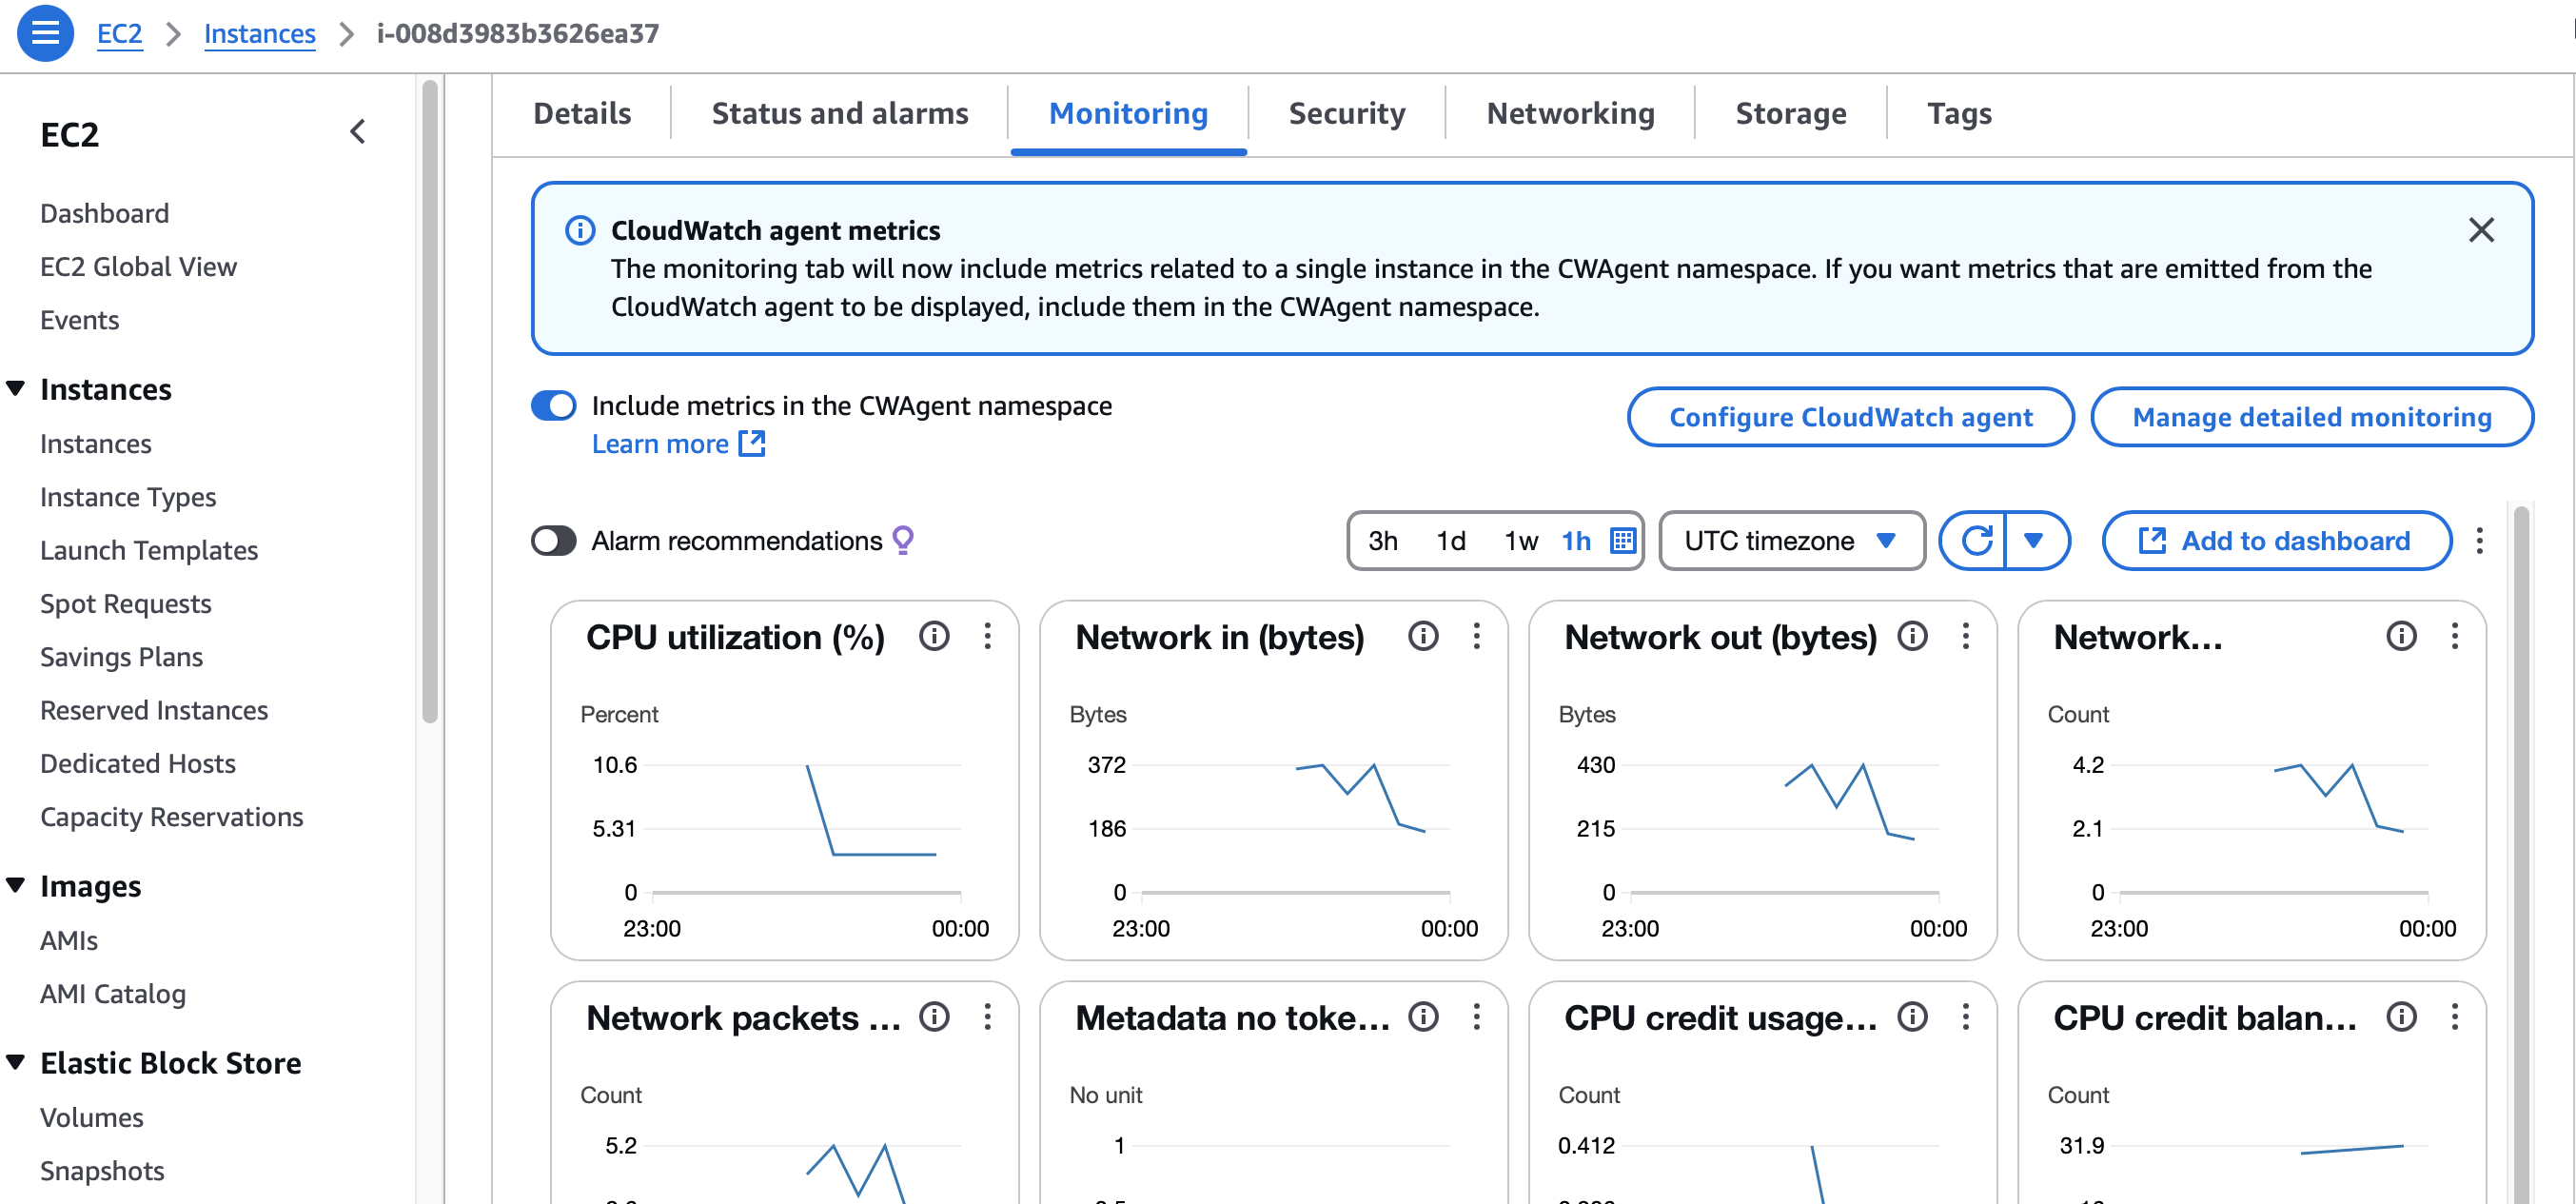 EC2 > Instances > i-008d3983b3626ea37
EC2
Dashboard
EC2 Global View
Events
Instances
Instances
Instance Types
Launch Templates
Spot Requests
Savings Plans
Reserved Instances
Dedicated Hosts
Capacity Reservations
Images
AMIs
AMI Catalog
Elastic Block Store
Volumes
Snapshots
Details
Status and alarms
Monitoring
Security
Networking
Storage
Tags
CloudWatch agent metrics
The monitoring tab will now include metrics related to a single instance in the CWAgent namespace. If you want metrics that are emitted from the
CloudWatch agent to be displayed, include them in the CWAgent namespace.
Include metrics in the CWAgent namespace
Learn more
Configure CloudWatch agent
Manage detailed monitoring
Alarm recommendations
3h 1d 1w 1h
UTC timezone
Add to dashboard
CPU utilization (%)
Percent
10.6
5.31
0
23:00 00:00
Network in (bytes)
Bytes
372
186
0
23:00 00:00
Network out (bytes)
Bytes
430
215
0
23:00 00:00
Network...
Count
4.2
2.1
0
23:00 00:00
Network packets ...
Count
5.2
Metadata no toke...
No unit
1
CPU credit usage...
Count
0.412
CPU credit balan...
Count
31.9